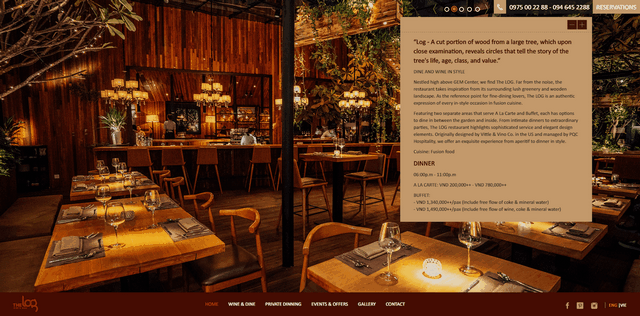 0975 00 22 88 - 094 645 2288
RESERVATIONS
“Log - A cut portion of wood from a large tree, which upon
close examination, reveals circles that tell the story of the
tree’s life, age, class, and value.”
DINE AND WINE IN STYLE
Nestled high above GEM Center, we find The LOG. Far from the noise, the
restaurant takes inspiration from its surrounding lush greenery and wooden
landscape. As the reference point for fine-dining lovers, The LOG is an authentic
expression of every in-style occasion in fusion cuisine.
Featuring two separate areas that serve A La Carte and Buffet, each has options
to dine in between the garden and inside. From intimate dinners to extraordinary
parties, The LOG restaurant highlights sophisticated service and elegant design
elements. Originally designed by Vittle & Vino Co. in the US and managed by PQC
Hospitality, we offer an exquisite experience from aperitif to dinner in style.
Cuisine: Fusion food
DINNER
06:00p.m - 11:00p.m
A LA CARTE: VND 200,000++ - VND 780,000++
BUFFET:
- VND 1,340,000++/pax (include free flow of coke & mineral water)
- VND 1,490,000++/pax (include free flow of wine, coke & mineral water)
THE Log
HOME
WINE & DINE
PRIVATE DINNING
EVENTS & OFFERS
GALLERY
CONTACT
ENG | VIE